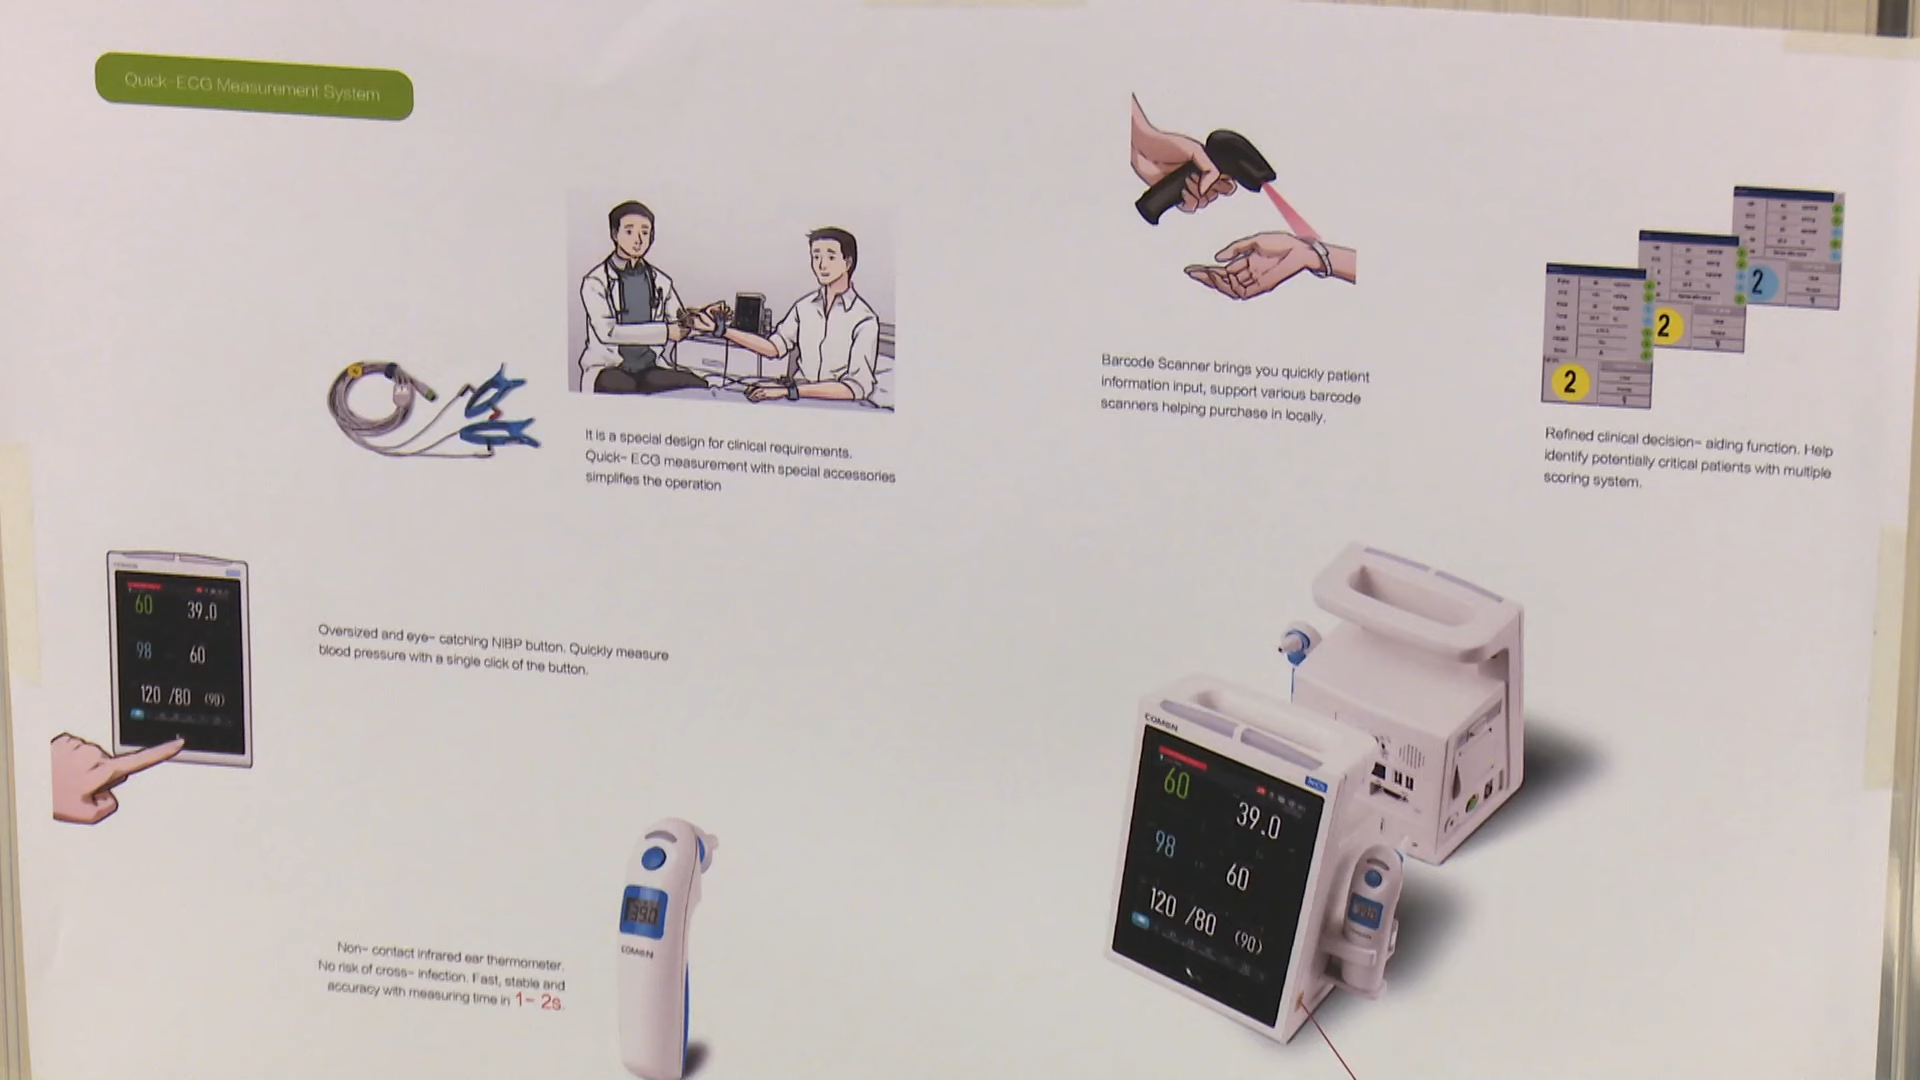 Quick-ECG Measurement System
It is a special design for clinical requirements.
Quick- ECG measurement with special accessories
simplifies the operation
Barcode Scanner brings you quickly patient
information input, support various barcode
scanners helping purchase in locally.
2
2
2
Refined clinical decision- aiding function. Help
identify potentially critical patients with multiple
scoring system.
60
39.0
98
60
120 /80 (90)
Oversized and eye- catching NIBP button. Quickly measure
blood pressure with a single click of the button.
39.0
COMEN
Non- contact infrared ear thermometer.
No risk of cross- infection. Fast, stable and
accuracy with measuring time in 1- 2s.
COMEN
60
39.0
98
60
120 /80 (90)